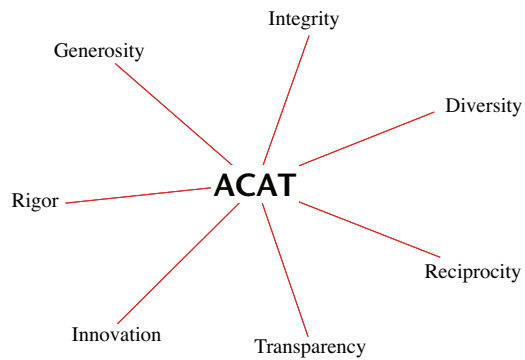 Integrity
Generosity
Diversity
ACAT
Rigor
Reciprocity
Innovation
Transparency